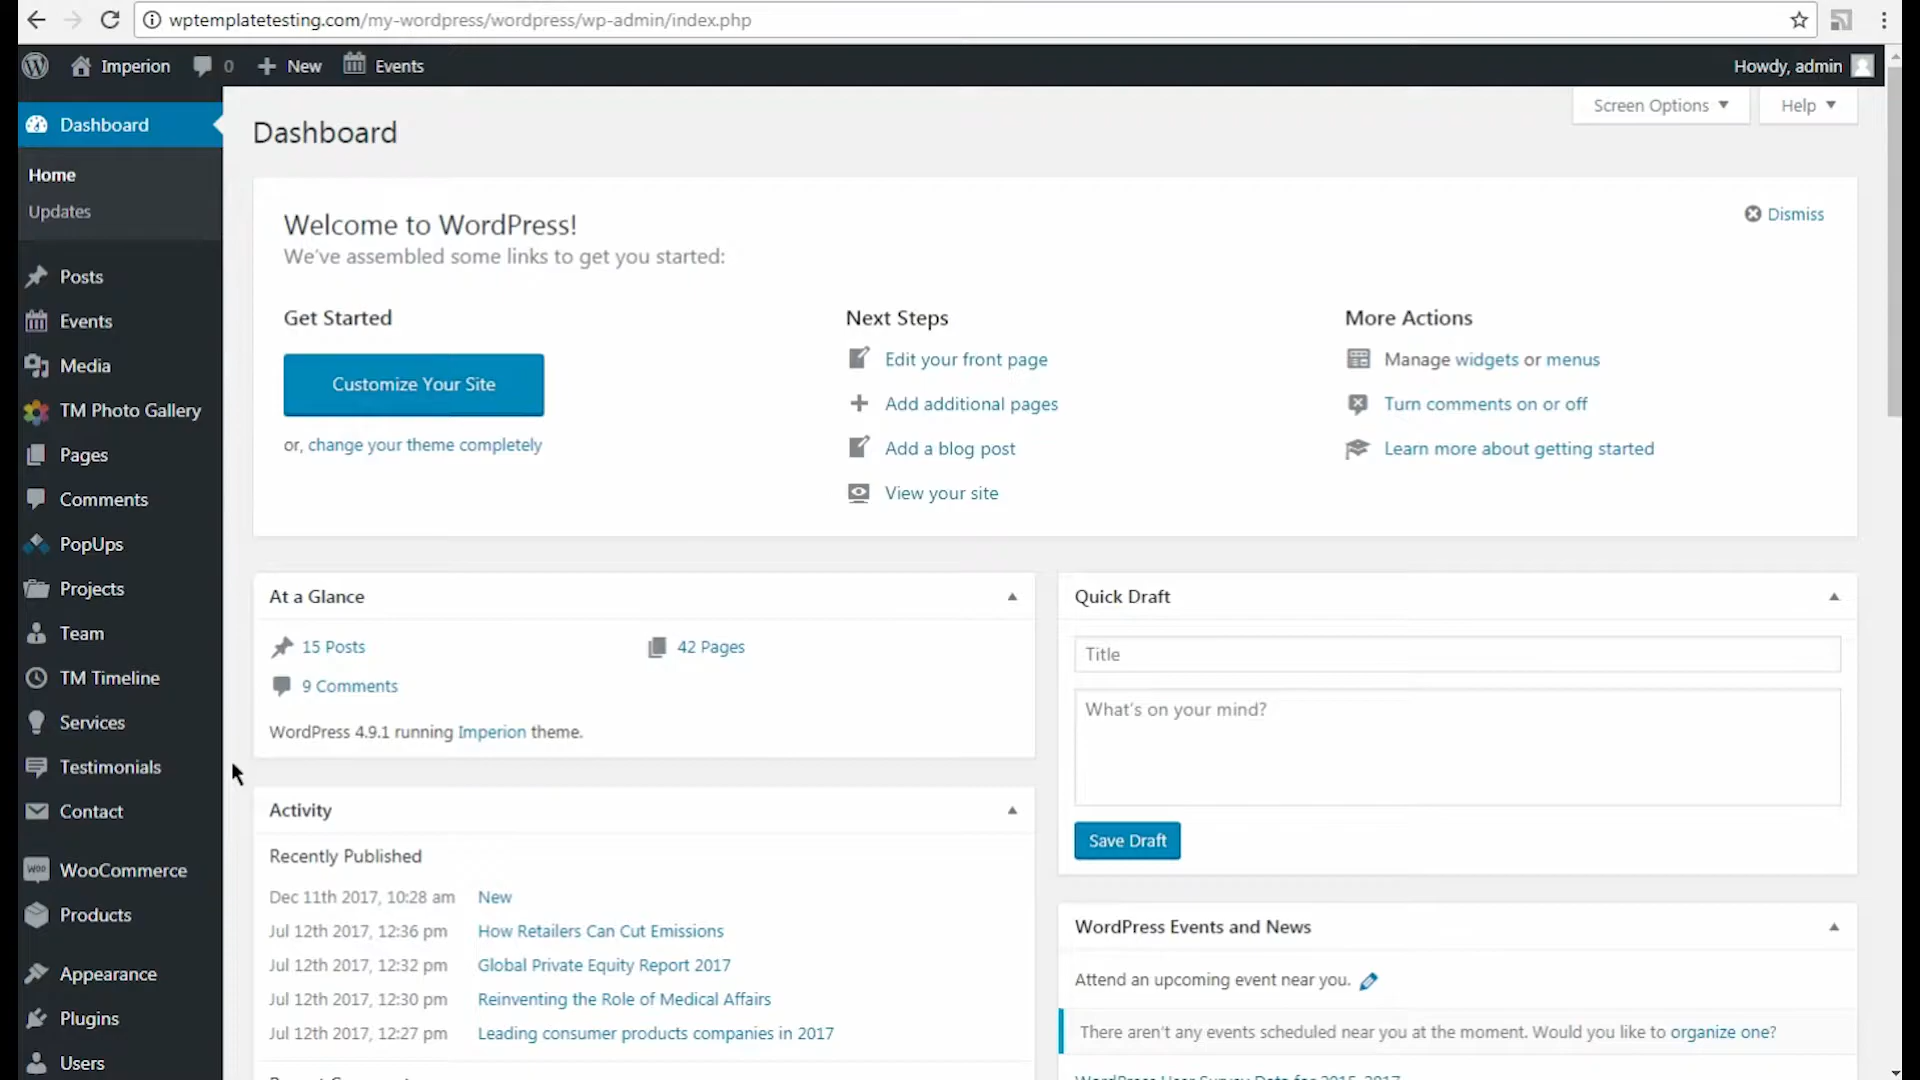 wptemplatetesting.com/my-wordpress/wordpress/wp-admin/index.php
Imperion 0 New Events Howdy, admin
Screen Options Help
Dashboard
Home
Updates
Posts
Events
Media
TM Photo Gallery
Pages
Comments
PopUps
Projects
Team
TM Timeline
Services
Testimonials
Contact
WOO WooCommerce
Products
Appearance
Plugins
Users
Dashboard
Welcome to WordPress!
Dismiss
We've assembled some links to get you started:
Get Started
Customize Your Site
or, change your theme completely
Next Steps
Edit your front page
Add additional pages
Add a blog post
View your site
More Actions
Manage widgets or menus
Turn comments on or off
Learn more about getting started
At a Glance
15 Posts 42 Pages
9 Comments
WordPress 4.9.1 running Imperion theme.
Activity
Recently Published
Dec 11th 2017, 10:28 am New
Jul 12th 2017, 12:36 pm How Retailers Can Cut Emissions
Jul 12th 2017, 12:32 pm Global Private Equity Report 2017
Jul 12th 2017, 12:30 pm Reinventing the Role of Medical Affairs
Jul 12th 2017, 12:27 pm Leading consumer products companies in 2017
Quick Draft
Title
What's on your mind?
Save Draft
WordPress Events and News
Attend an upcoming event near you.
There aren't any events scheduled near you at the moment. Would you like to organize one?